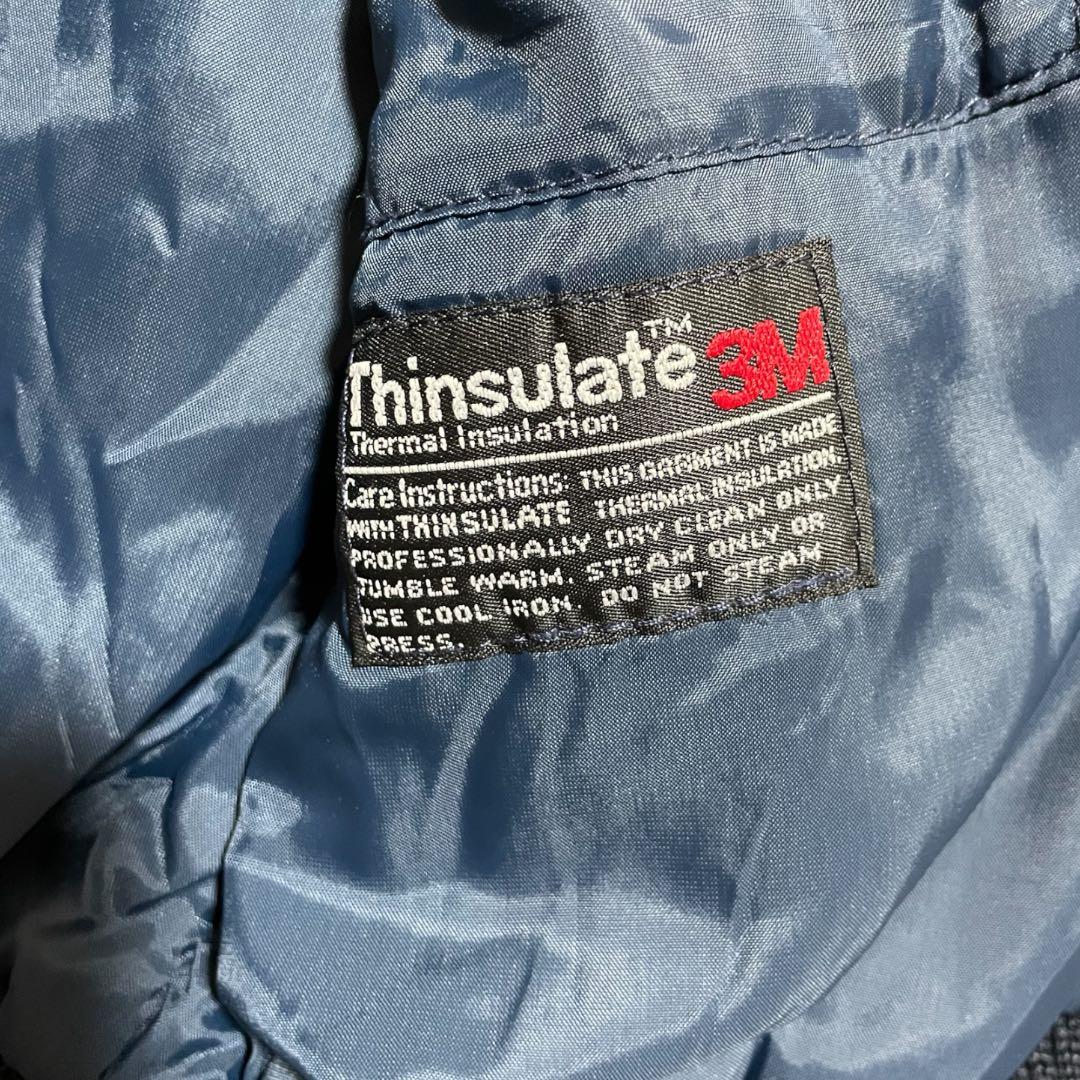 Thinsulate™ 3M
Thermal Insulation
Care Instructions: THIS GARMENT IS MADE
WITH THINSULATE THERMAL INSULATION.
PROFESSIONALLY DRY CLEAN ONLY
TUMBLE WARM. STEAM ONLY OR
USE COOL IRON. DO NOT STEAM
PRESS.